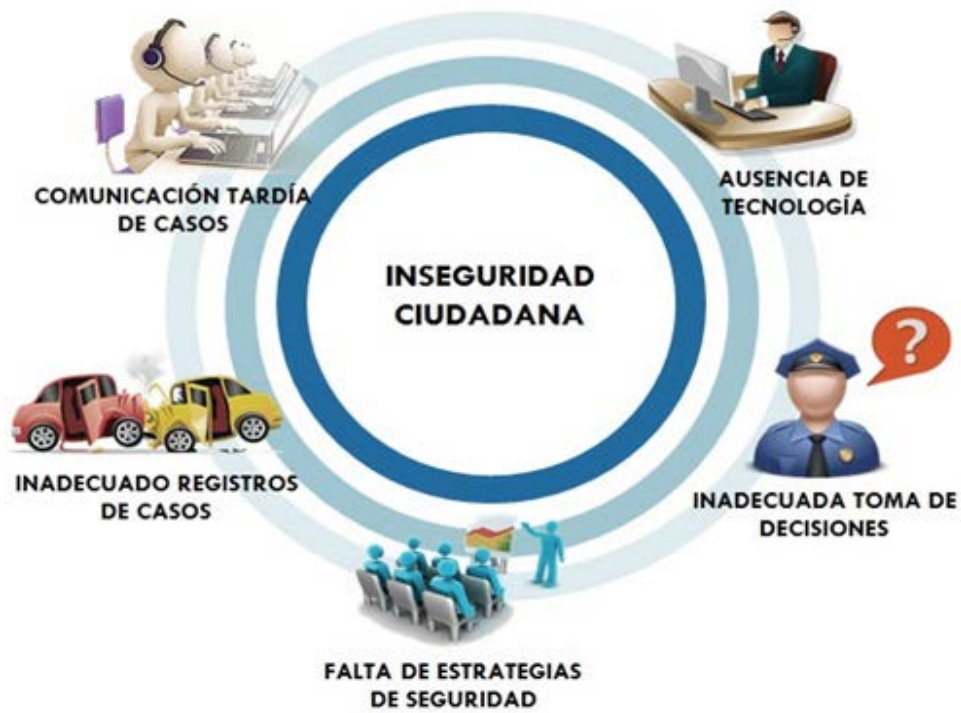 COMUNICACIÓN TARDÍA
DE CASOS
AUSENCIA DE
TECNOLOGÍA
INSEGURIDAD
CIUDADANA
?
INADECUADO REGISTROS
DE CASOS
INADECUADA TOMA DE
DECISIONES
FALTA DE ESTRATEGIAS
DE SEGURIDAD